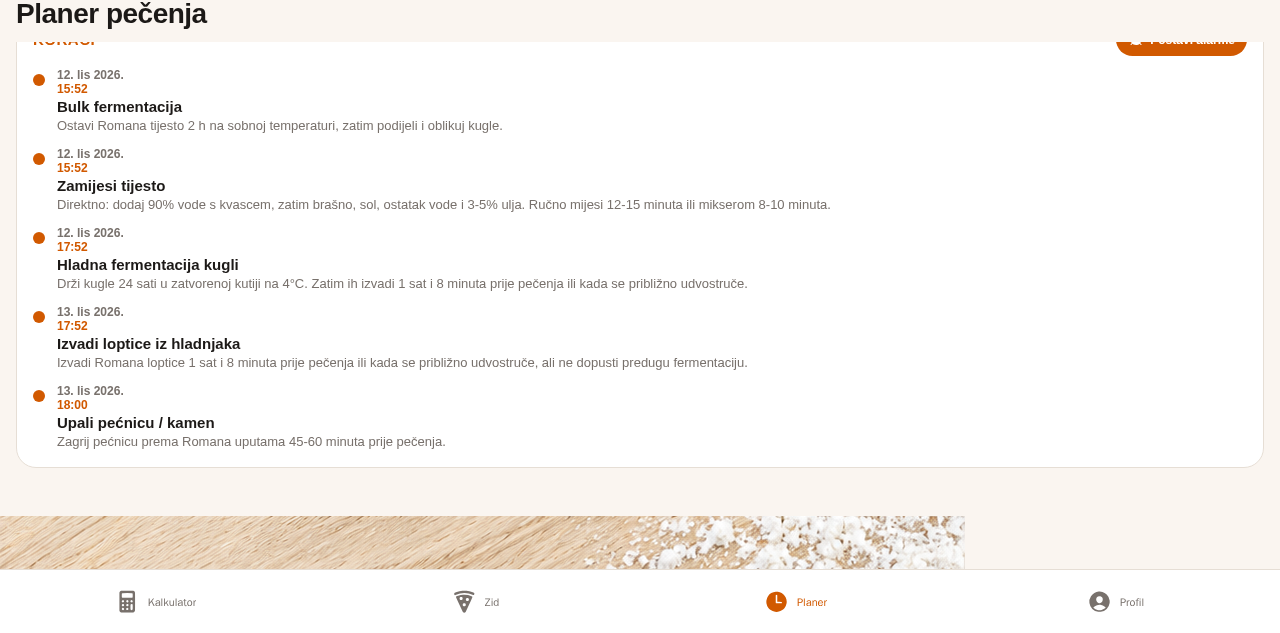 Planer pečenja
12. lis 2026.
15:52
Bulk fermentacija
Ostavi Romana tijesto 2 h na sobnoj temperaturi, zatim podijeli i oblikuj kugle.
12. lis 2026.
15:52
Zamijesi tijesto
Direktno: dodaj 90% vode s kvascem, zatim brašno, sol, ostatak vode i 3-5% ulja. Ručno mijesi 12-15 minuta ili mikserom 8-10 minuta.
12. lis 2026.
17:52
Hladna fermentacija kugli
Drži kugle 24 sati u zatvorenoj kutiji na 4°C. Zatim ih izvadi 1 sat i 8 minuta prije pečenja ili kada se približno udvostruče.
13. lis 2026.
17:52
Izvadi loptice iz hladnjaka
Izvadi Romana loptice 1 sat i 8 minuta prije pečenja ili kada se približno udvostruče, ali ne dopusti predugu fermentaciju.
13. lis 2026.
18:00
Upali pećnicu / kamen
Zagrij pećnicu prema Romana uputama 45-60 minuta prije pečenja.
Kalkulator
Zid
Planer
Profil